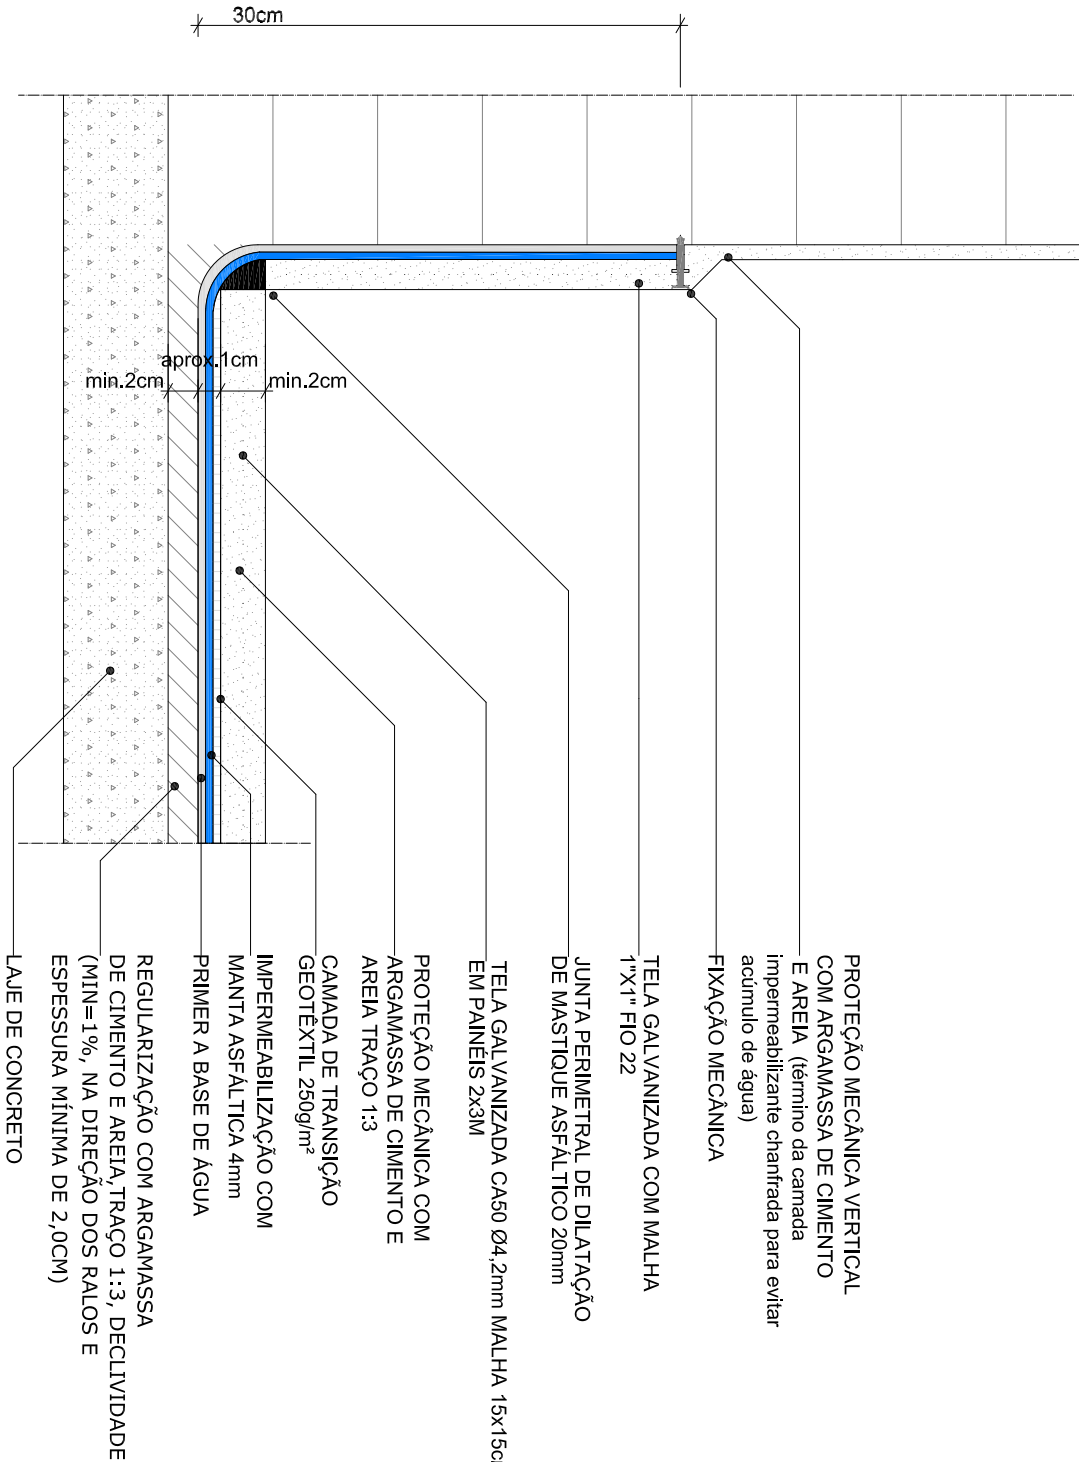 30cm
aprox.1cm
min.2cm
min.2cm
PROTEÇÃO MECÂNICA VERTICAL
COM ARGAMASSA DE CIMENTO
E AREIA (término da camada
impermeabilizante chanfrada para evitar
acúmulo de água)
FIXAÇÃO MECÂNICA
TELA GALVANIZADA COM MALHA
1"X1" FIO 22
JUNTA PERIMETRAL DE DILATAÇÃO
DE MASTIQUE ASFÁLTICO 20mm
TELA GALVANIZADA CA50 Ø4,2mm MALHA 15x15c
EM PAINÉIS 2x3M
PROTEÇÃO MECÂNICA COM
ARGAMASSA DE CIMENTO E
AREIA TRAÇO 1:3
CAMADA DE TRANSIÇÃO
GEOTÊXTIL 250g/m²
IMPERMEABILIZAÇÃO COM
MANTA ASFÁLTICA 4mm
PRIMER A BASE DE ÁGUA
REGULARIZAÇÃO COM ARGAMASSA
DE CIMENTO E AREIA,TRAÇO 1:3, DECLIVIDADE
(MIN=1%, NA DIREÇÃO DOS RALOS E
ESPESSURA MÍNIMA DE 2,0CM)
LAJE DE CONCRETO